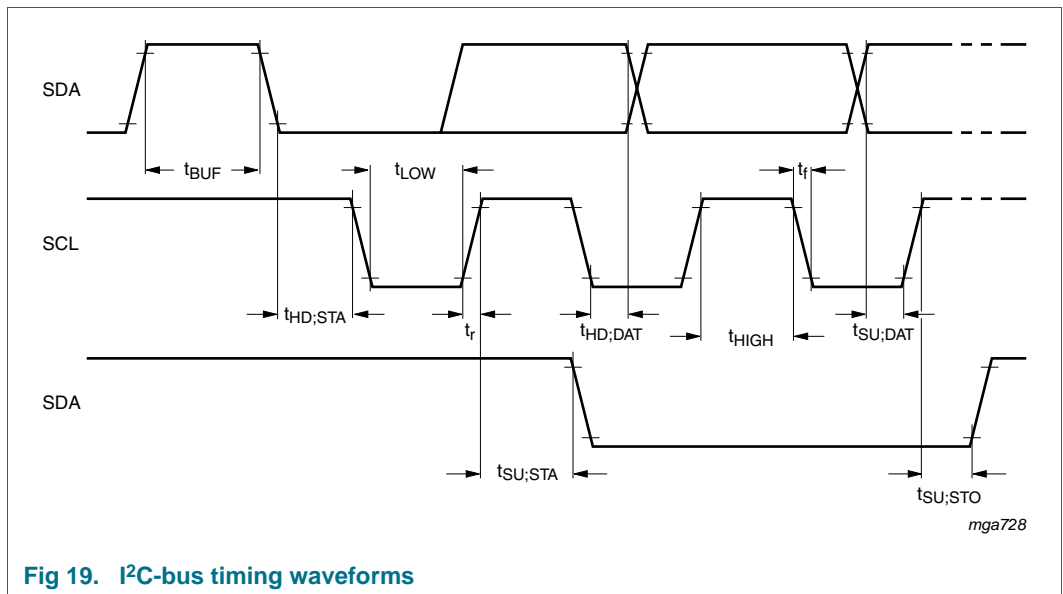 SDA
tBUF
tLOW
tf
SCL
tHD;STA
tr
tHD;DAT
tHIGH
tSU;DAT
SDA
tSU;STA
tSU;STO
mga728
Fig 19. I²C-bus timing waveforms